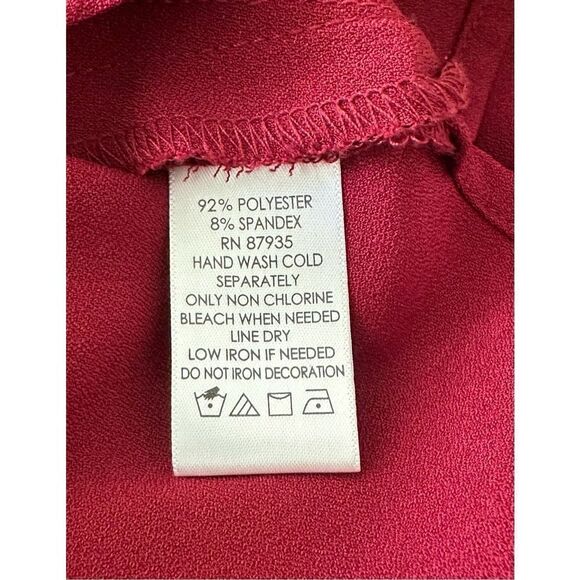 92% POLYESTER
8% SPANDEX
RN 87935
HAND WASH COLD
SEPARATELY
ONLY NON CHLORINE
BLEACH WHEN NEEDED
LINE DRY
LOW IRON IF NEEDED
DO NOT IRON DECORATION